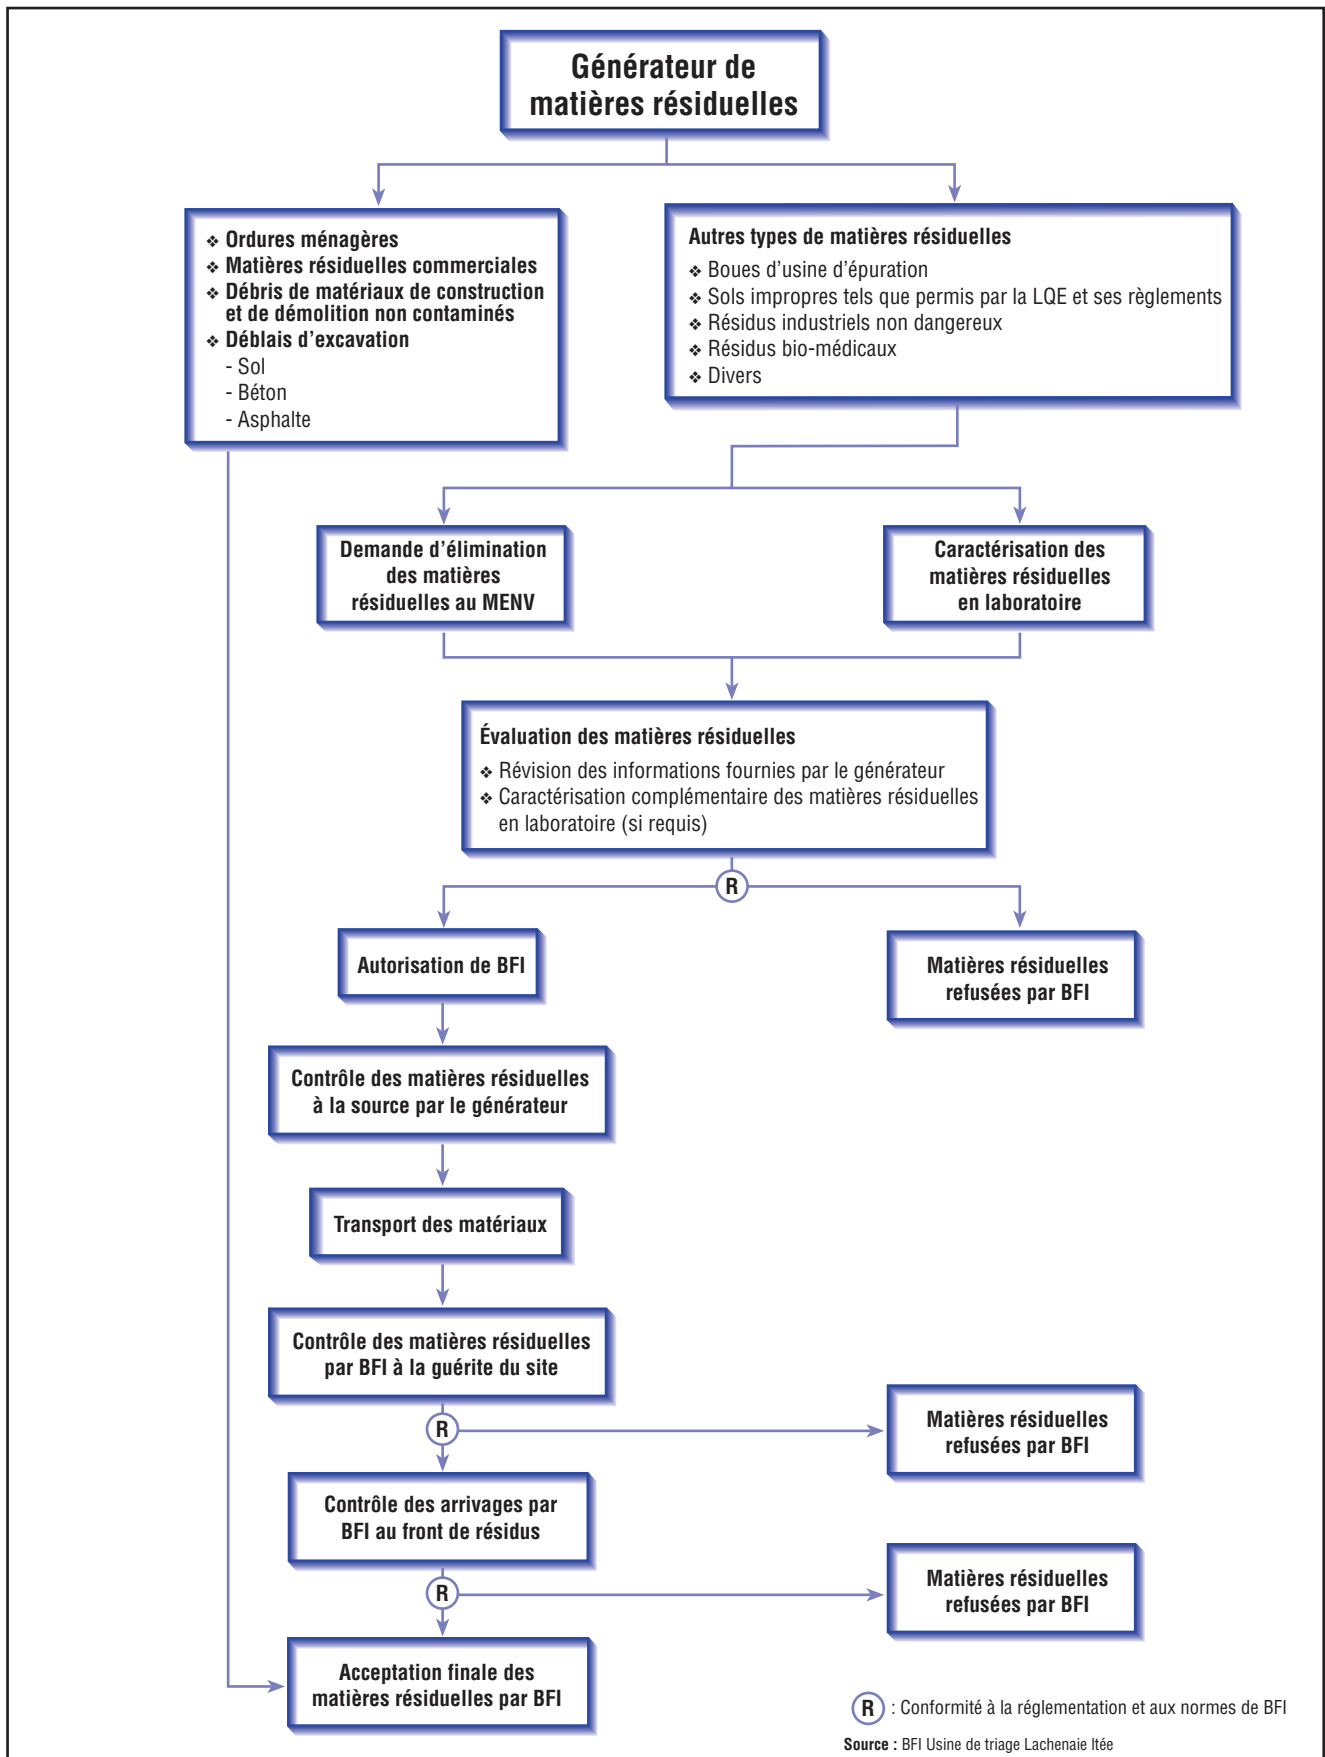 Générateur de
matières résiduelles
❖ Ordures ménagères
❖ Matières résiduelles commerciales
❖ Débris de matériaux de construction
et de démolition non contaminés
❖ Déblais d'excavation
- Sol
- Béton
- Asphalte
Autres types de matières résiduelles
❖ Boues d'usine d'épuration
❖ Sols impropres tels que permis par la LQE et ses règlements
❖ Résidus industriels non dangereux
❖ Résidus bio-médicaux
❖ Divers
Demande d'élimination
des matières
résiduelles au MENV
Caractérisation des
matières résiduelles
en laboratoire
Évaluation des matières résiduelles
❖ Révision des informations fournies par le générateur
❖ Caractérisation complémentaire des matières résiduelles
en laboratoire (si requis)
R
Autorisation de BFI
Matières résiduelles
refusées par BFI
Contrôle des matières résiduelles
à la source par le générateur
Transport des matériaux
Contrôle des matières résiduelles
par BFI à la guérite du site
R
Matières résiduelles
refusées par BFI
Contrôle des arrivages par
BFI au front de résidus
R
Matières résiduelles
refusées par BFI
Acceptation finale des
matières résiduelles par BFI
R : Conformité à la réglementation et aux normes de BFI
Source : BFI Usine de triage Lachenaie ltée